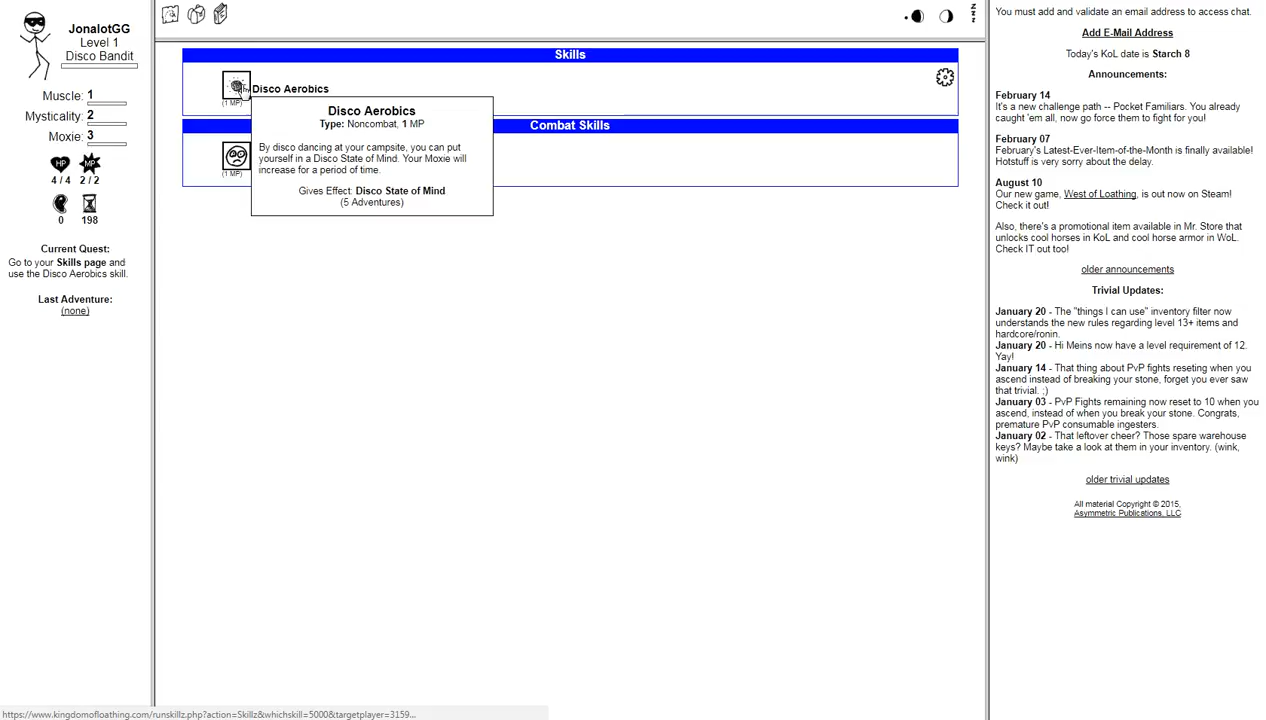 JonalotGG
Level 1
Disco Bandit
Muscle: 1
Mysticality: 2
Moxie: 3
HP
MP
4 / 4
2 / 2
0
198
Current Quest:
Go to your Skills page and
use the Disco Aerobics skill.
Last Adventure:
(none)
Z
Z
Z
Skills
Disco Aerobics
(1 MP)
Disco Aerobics
Type: Noncombat, 1 MP
By disco dancing at your campsite, you can put
yourself in a Disco State of Mind. Your Moxie will
increase for a period of time.
Gives Effect: Disco State of Mind
(5 Adventures)
Combat Skills
(1 MP)
You must add and validate an email address to access chat.
Add E-Mail Address
Today's KoL date is Starch 8
Announcements:
February 14
It's a new challenge path -- Pocket Familiars. You already
caught 'em all, now go force them to fight for you!
February 07
February's Latest-Ever-Item-of-the-Month is finally available!
Hotstuff is very sorry about the delay.
August 10
Our new game, West of Loathing, is out now on Steam!
Check it out!
Also, there's a promotional item available in Mr. Store that
unlocks cool horses in KoL and cool horse armor in WoL.
Check IT out too!
older announcements
Trivial Updates:
January 20 - The "things I can use" inventory filter now
understands the new rules regarding level 13+ items and
hardcore/ronin.
January 20 - Hi Meins now have a level requirement of 12.
Yay!
January 14 - That thing about PvP fights reseting when you
ascend instead of breaking your stone, forget you ever saw
that trivial. ;)
January 03 - PvP Fights remaining now reset to 10 when you
ascend, instead of when you break your stone. Congrats,
premature PvP consumable ingesters.
January 02 - That leftover cheer? Those spare warehouse
keys? Maybe take a look at them in your inventory. (wink,
wink)
older trivial updates
All material Copyright © 2015,
Asymmetric Publications, LLC
https://www.kingdomofloathing.com/runskillz.php?action=Skillz&whichskill=5000&targetplayer=3159...